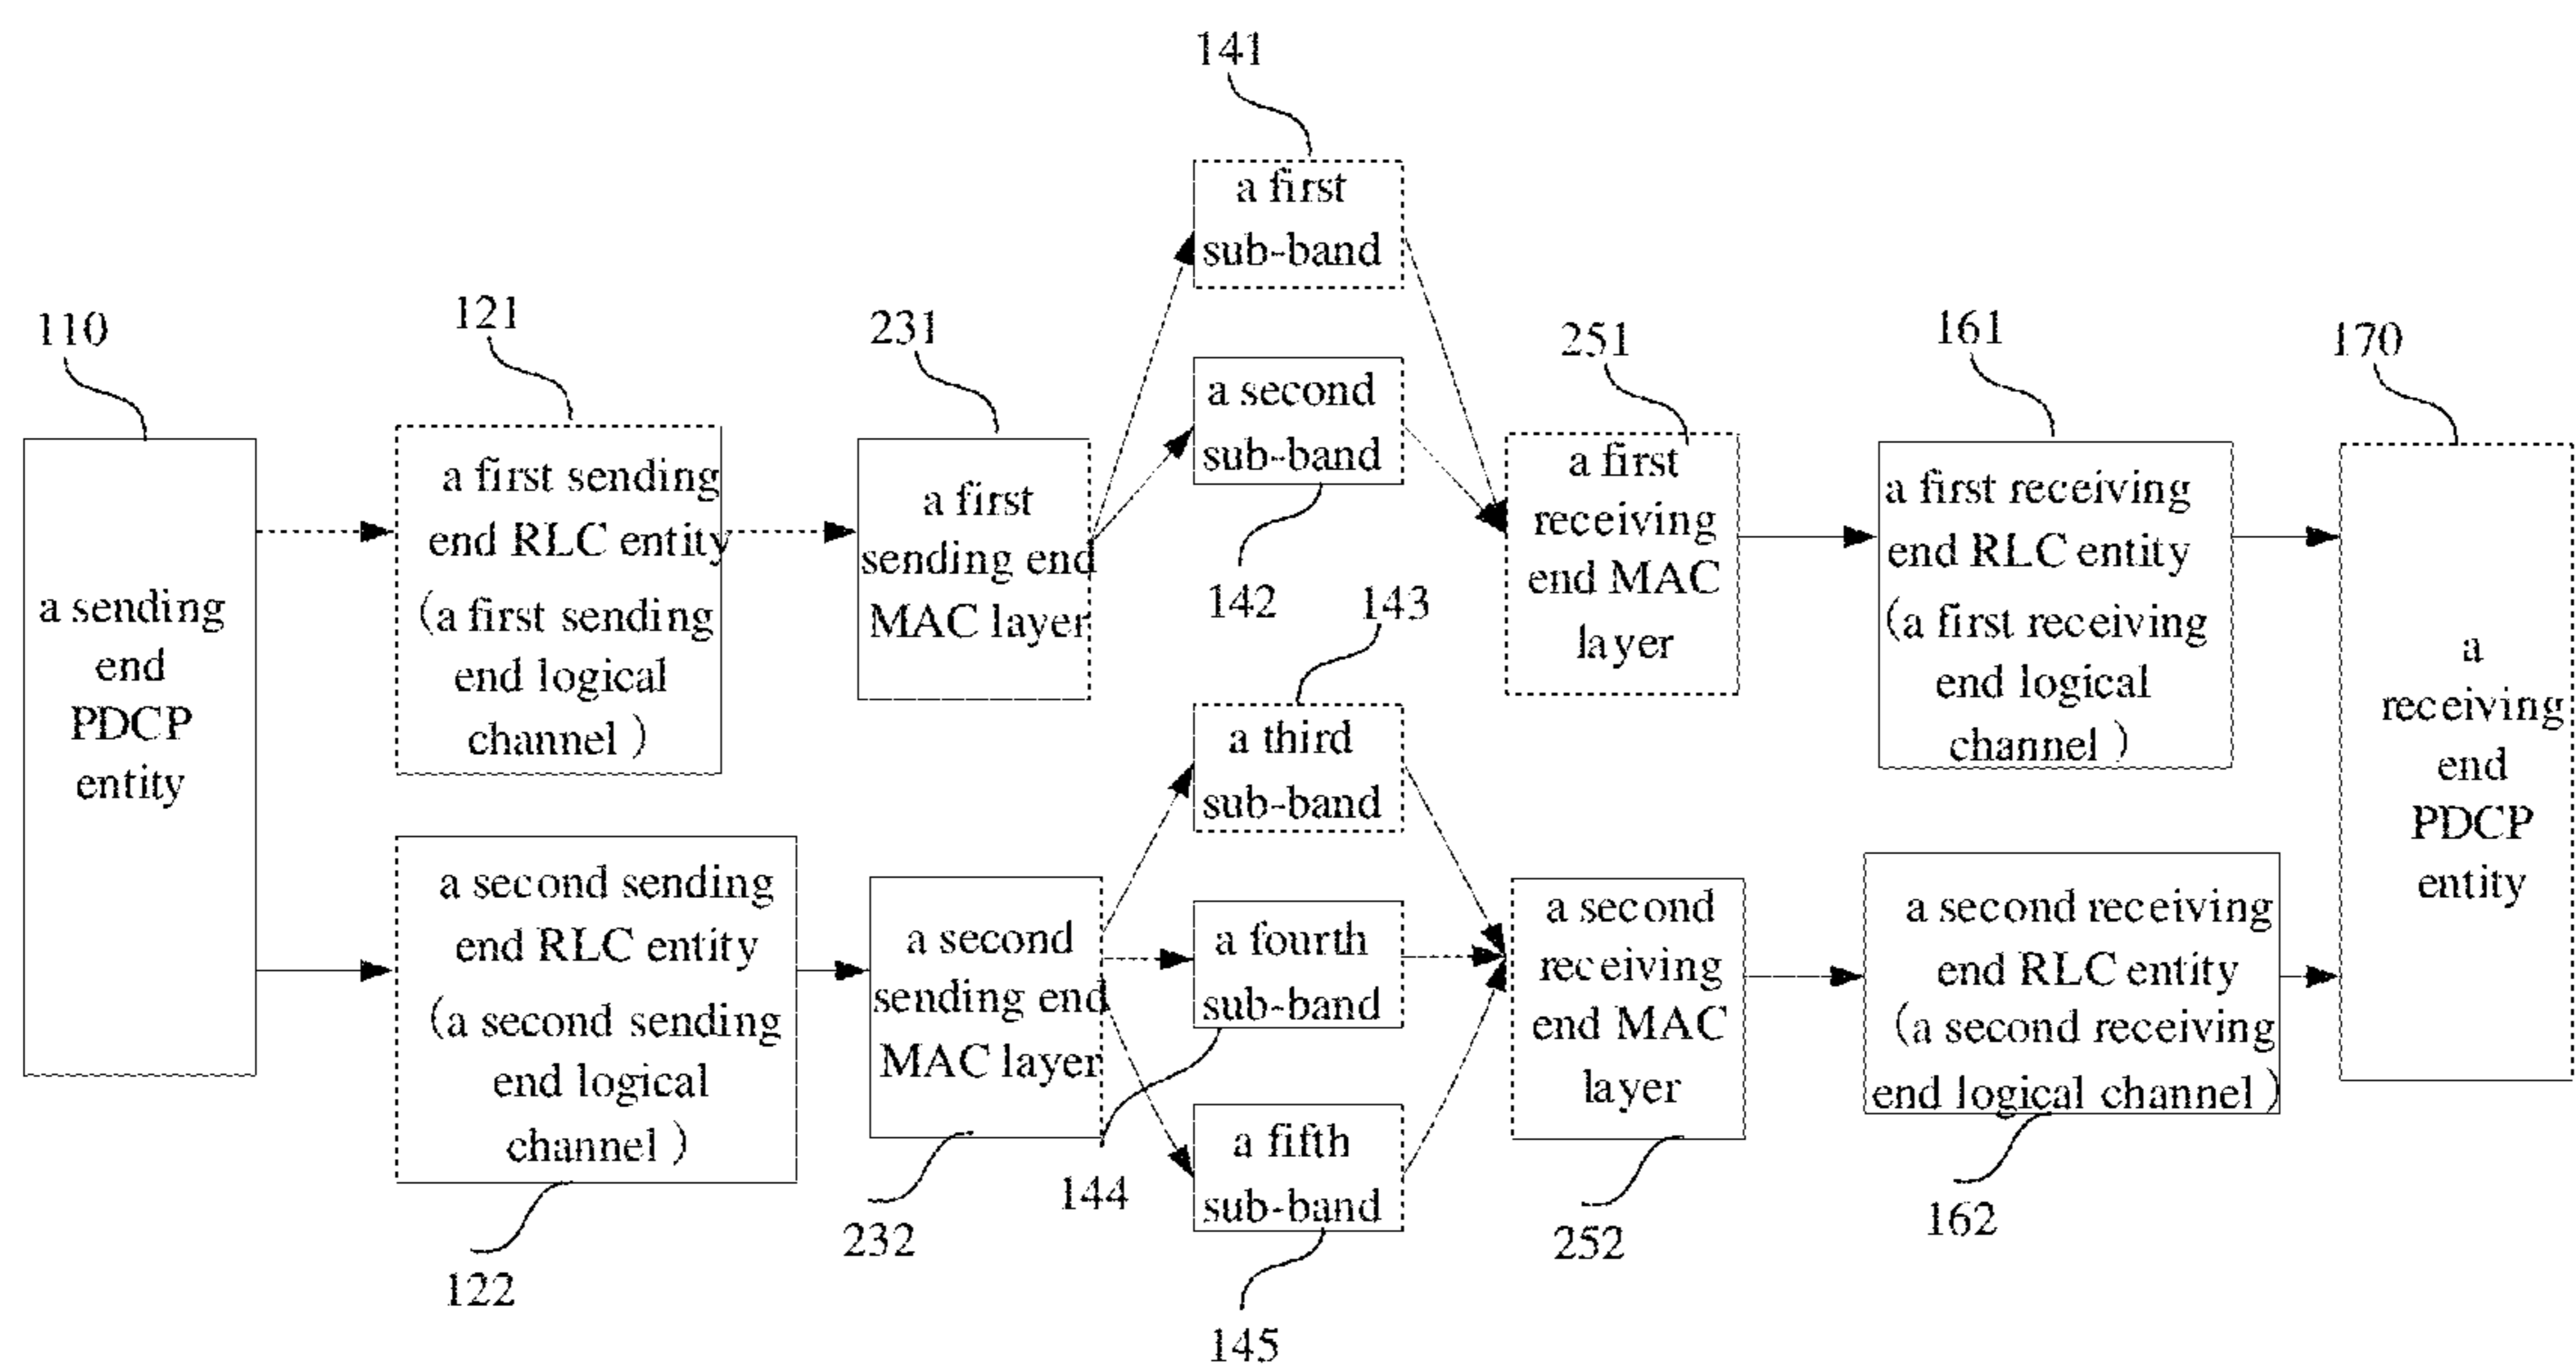 141
a first
sub-band
110
121
231
a second
sub-band
142
251
161
170
a sending
end
PDCP
entity
a first sending
end RLC entity
(a first sending
end logical
channel )
a first
sending end
MAC layer
a first
receiving
end MAC
layer
a first receiving
end RLC entity
(a first receiving
end logical
channel )
a
receiving
end
PDCP
entity
143
a third
sub-band
a second sending
end RLC entity
(a second sending
end logical
channel )
122
a second
sending end
MAC layer
232
a fourth
sub-band
144
a fifth
sub-band
145
a second
receiving
end MAC
layer
252
a second receiving
end RLC entity
(a second receiving
end logical channel )
162